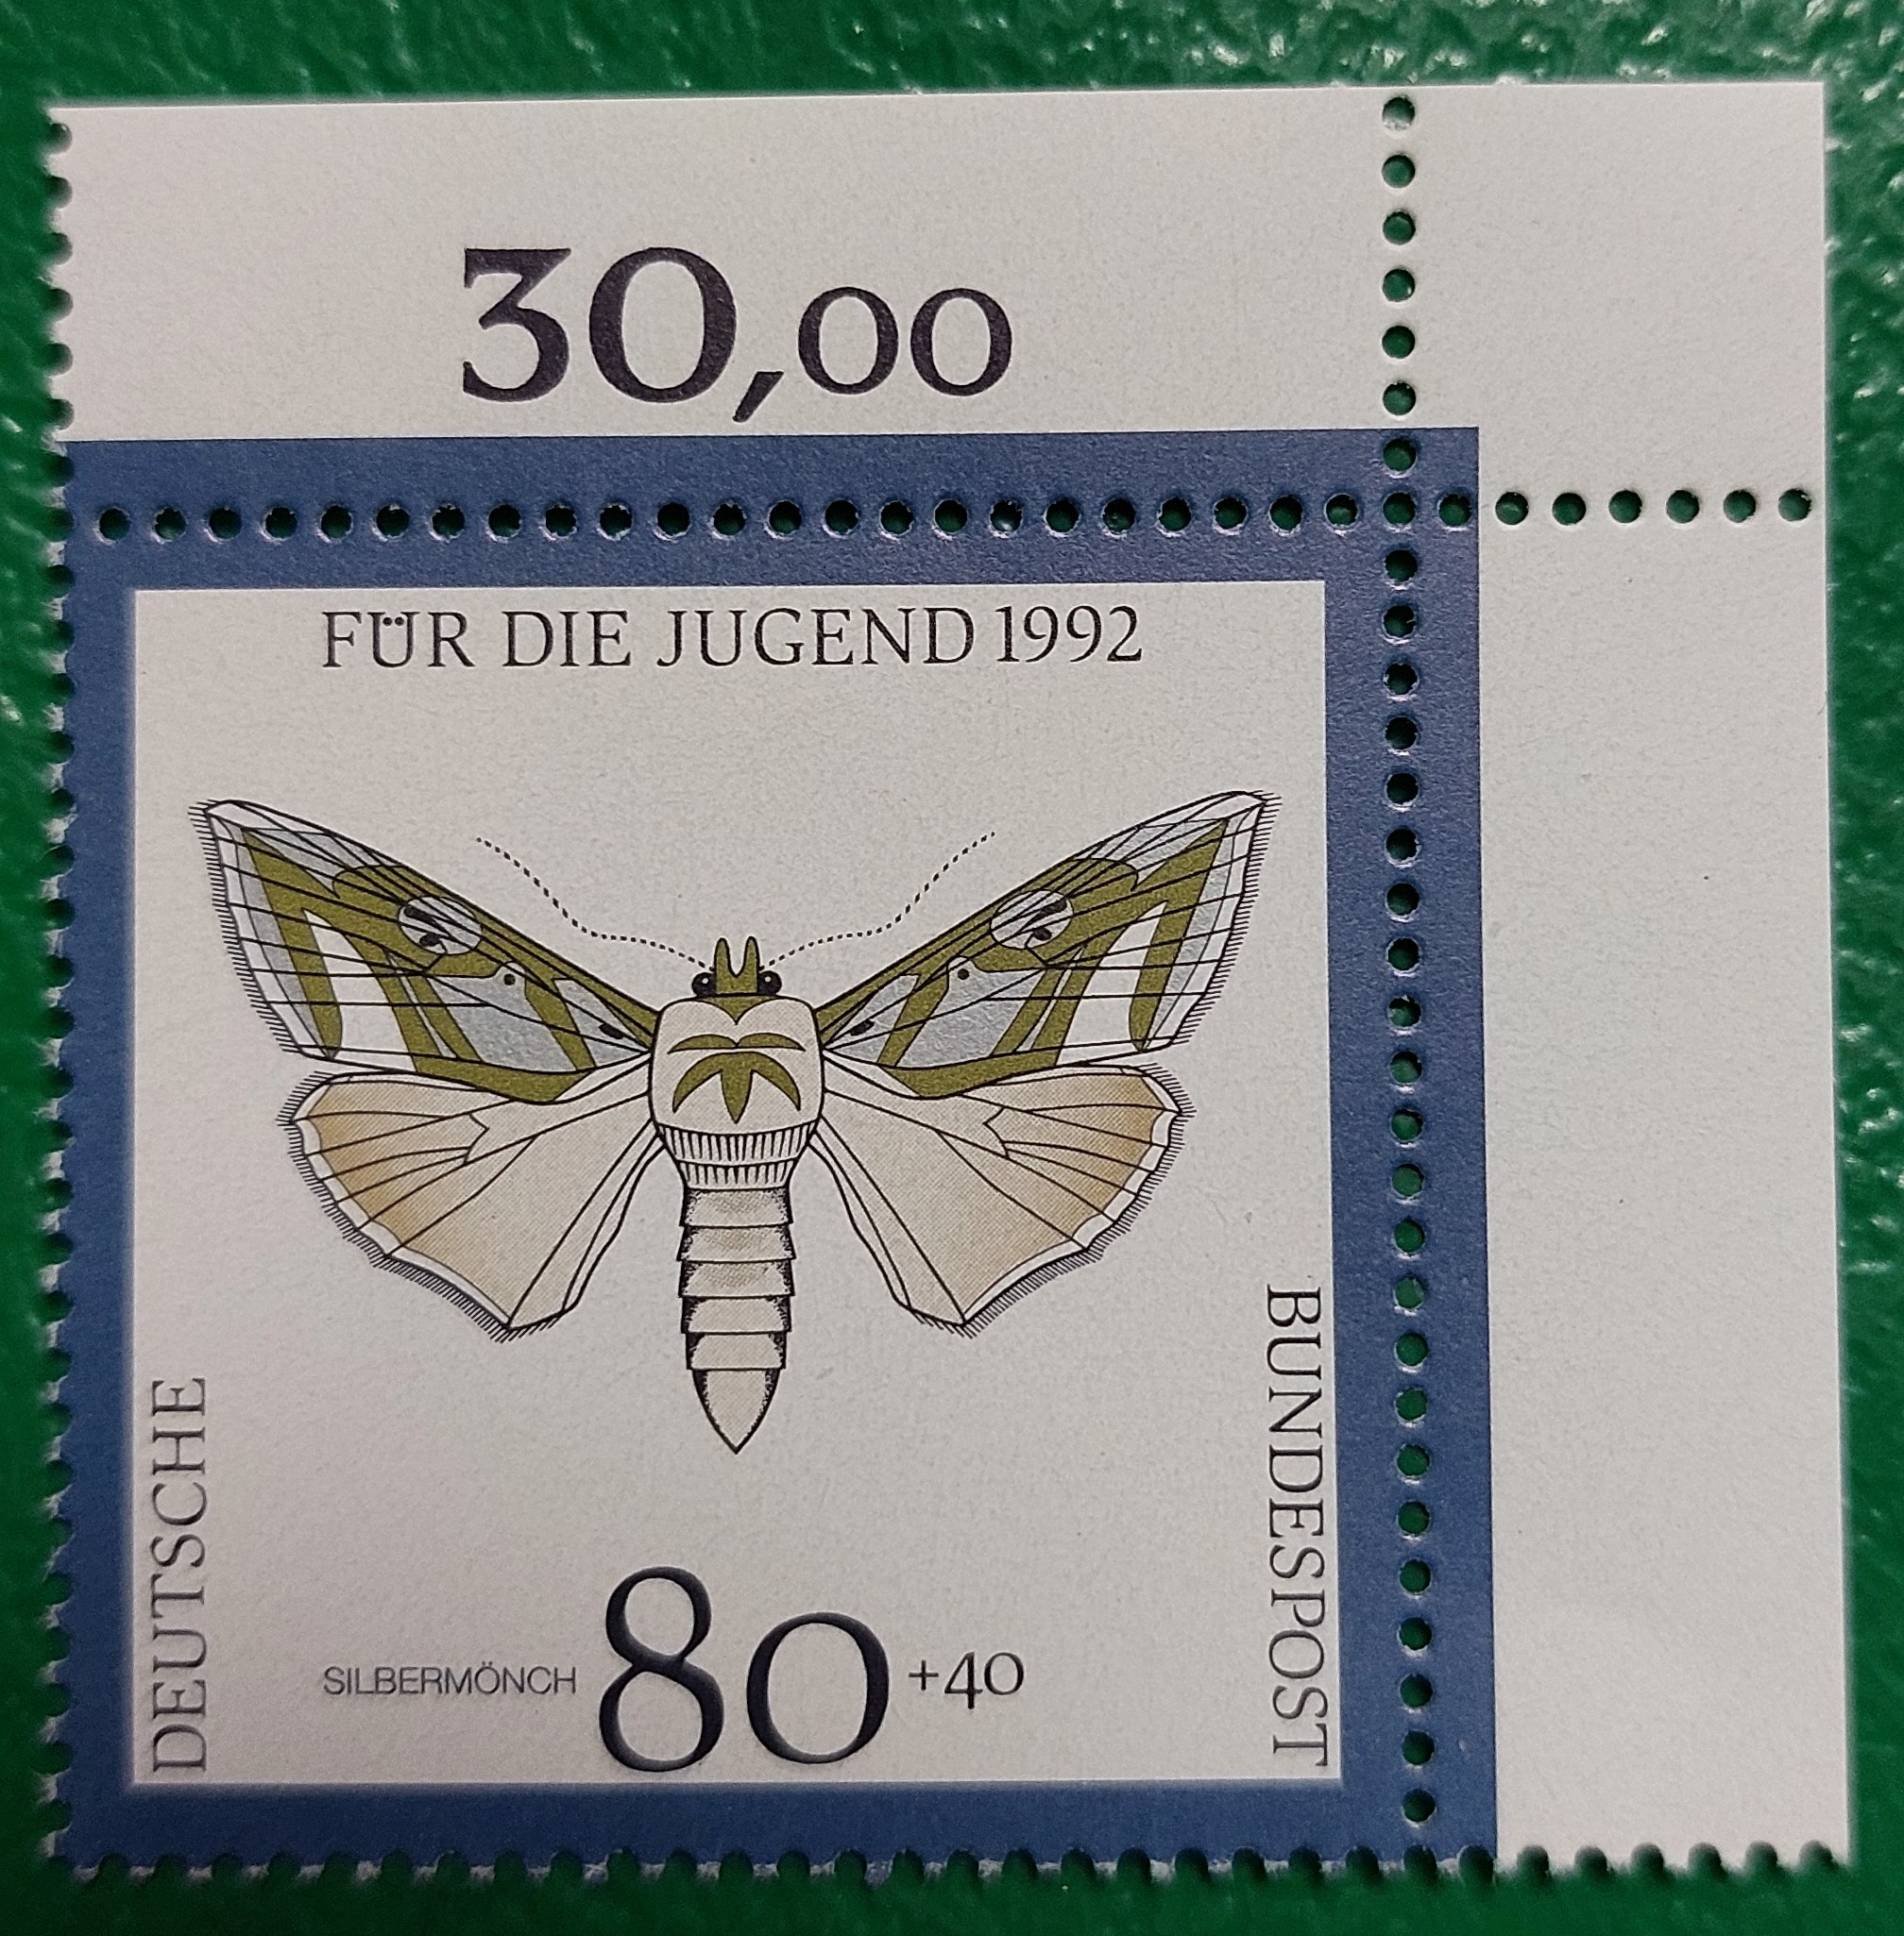 30,00
FÜR DIE JUGEND 1992
DEUTSCHE
BUNDESPOST
SILBERMÖNCH 80 +40